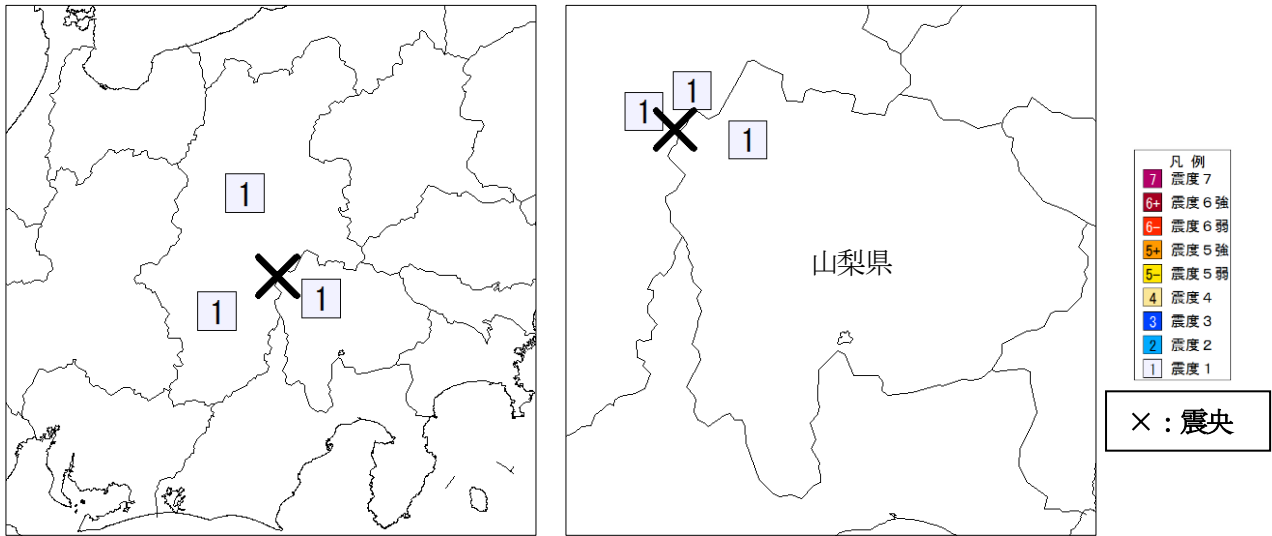 1
1
1
1
1
1
山梨県
凡 例
7 震度7
6+ 震度6強
6- 震度6弱
5+ 震度5強
5- 震度5弱
4 震度4
3 震度3
2 震度2
1 震度1
×:震央